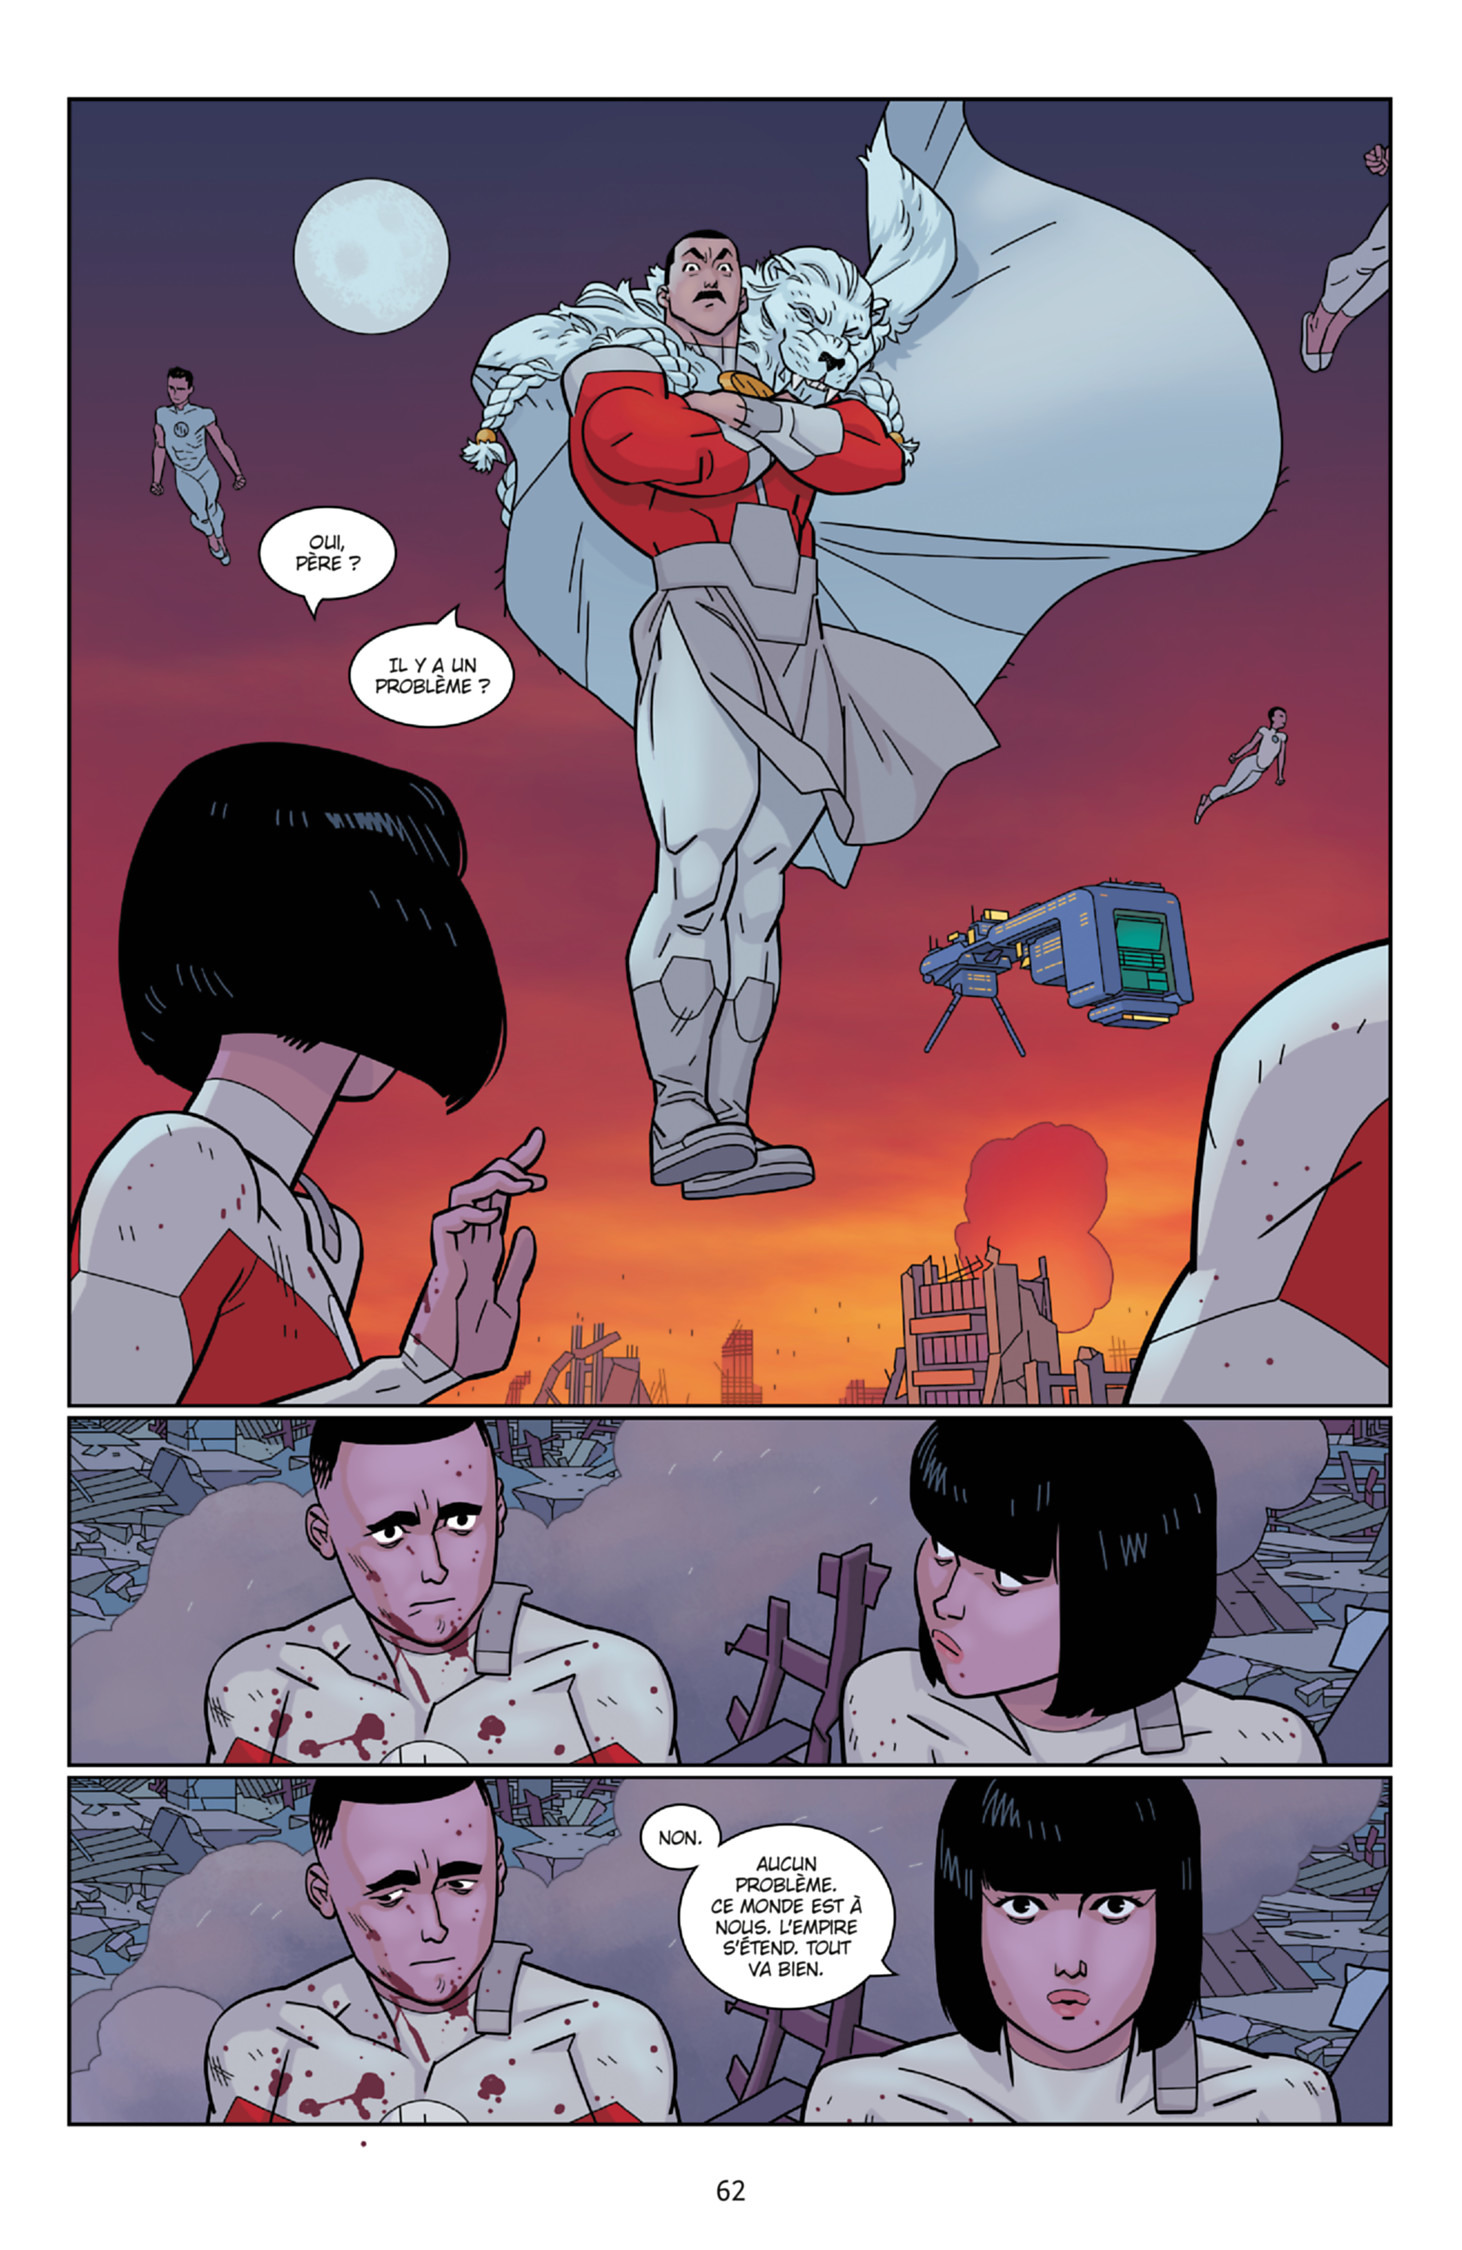 OUI,
PÈRE ?
IL Y A UN
PROBLÈME ?
NON.
AUCUN
PROBLÈME.
CE MONDE EST À
NOUS. L'EMPIRE
S'ÉTEND. TOUT
VA BIEN.
62